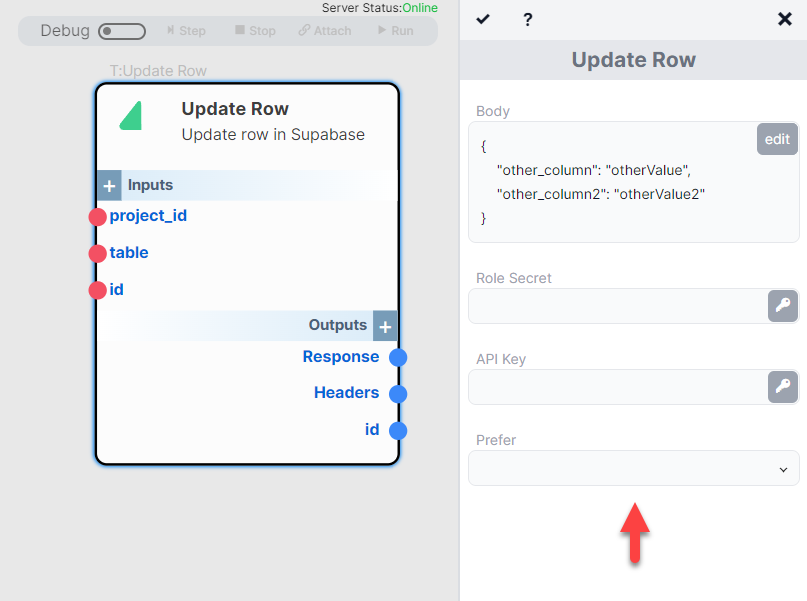 Server Status:Online
Debug
Step
Stop
Attach
Run
T:Update Row
Update Row
Update row in Supabase
+ Inputs
project_id
table
id
Outputs +
Response
Headers
id
?
Update Row
Body
edit
{
"other_column": "otherValue",
"other_column2": "otherValue2"
}
Role Secret
API Key
Prefer